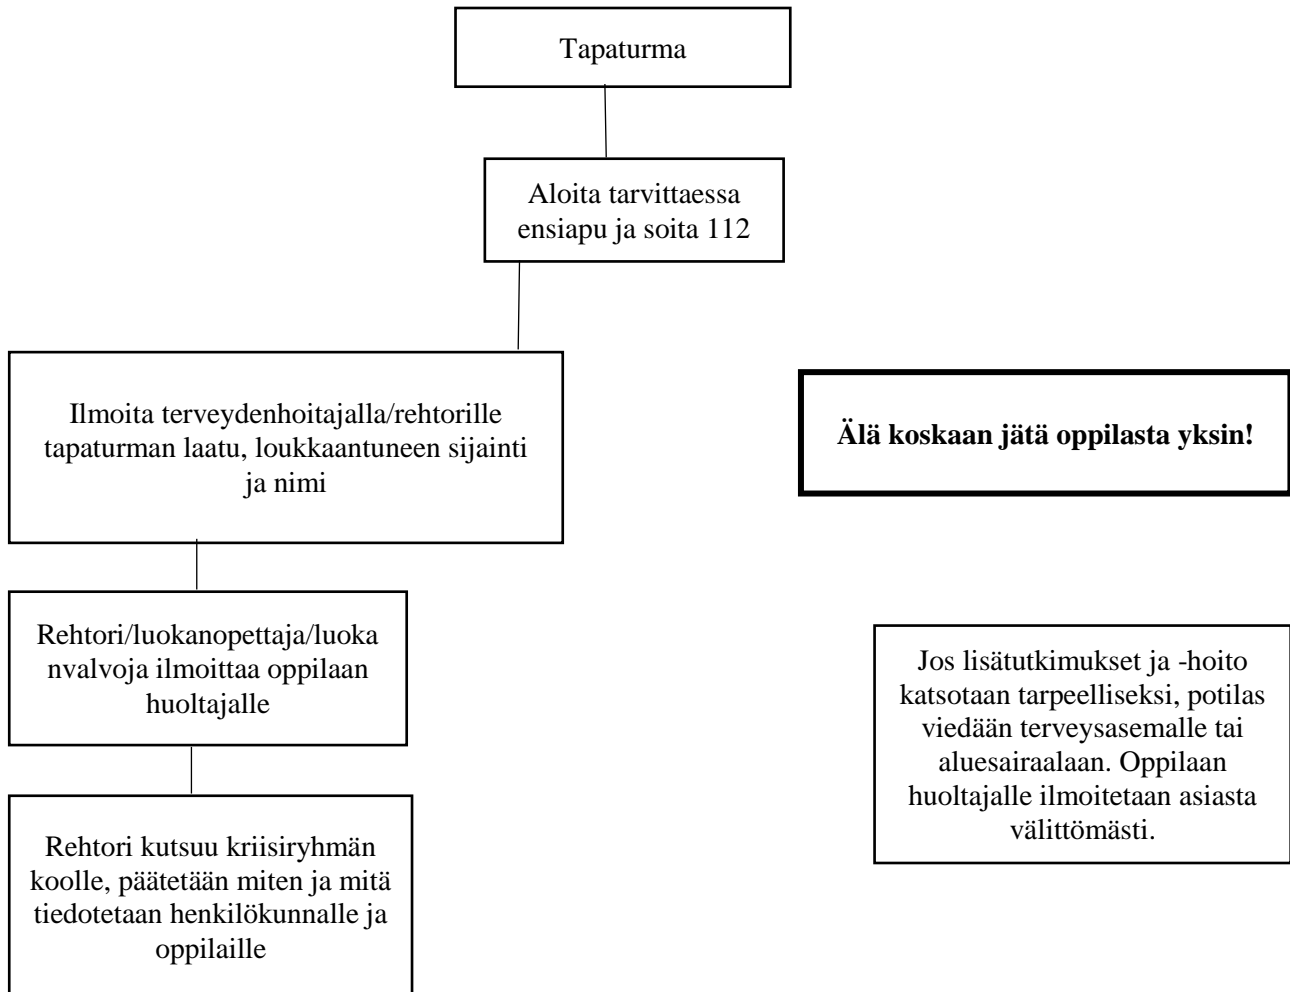 Tapaturma
Aloita tarvittaessa
ensiapu ja soita 112
Ilmoita terveydenhoitajalla/rehtorille
tapaturman laatu, loukkaantuneen sijainti
ja nimi
Älä koskaan jätä oppilasta yksin!
Rehtori/luokanopettaja/luoka
nvalvoja ilmoittaa oppilaan
huoltajalle
Jos lisätutkimukset ja -hoito
katsotaan tarpeelliseksi, potilas
viedään terveysasemalle tai
aluesairaalaan. Oppilaan
huoltajalle ilmoitetaan asiasta
välittömästi.
Rehtori kutsuu kriisiryhmän
koolle, päätetään miten ja mitä
tiedotetaan henkilökunnalle ja
oppilaille